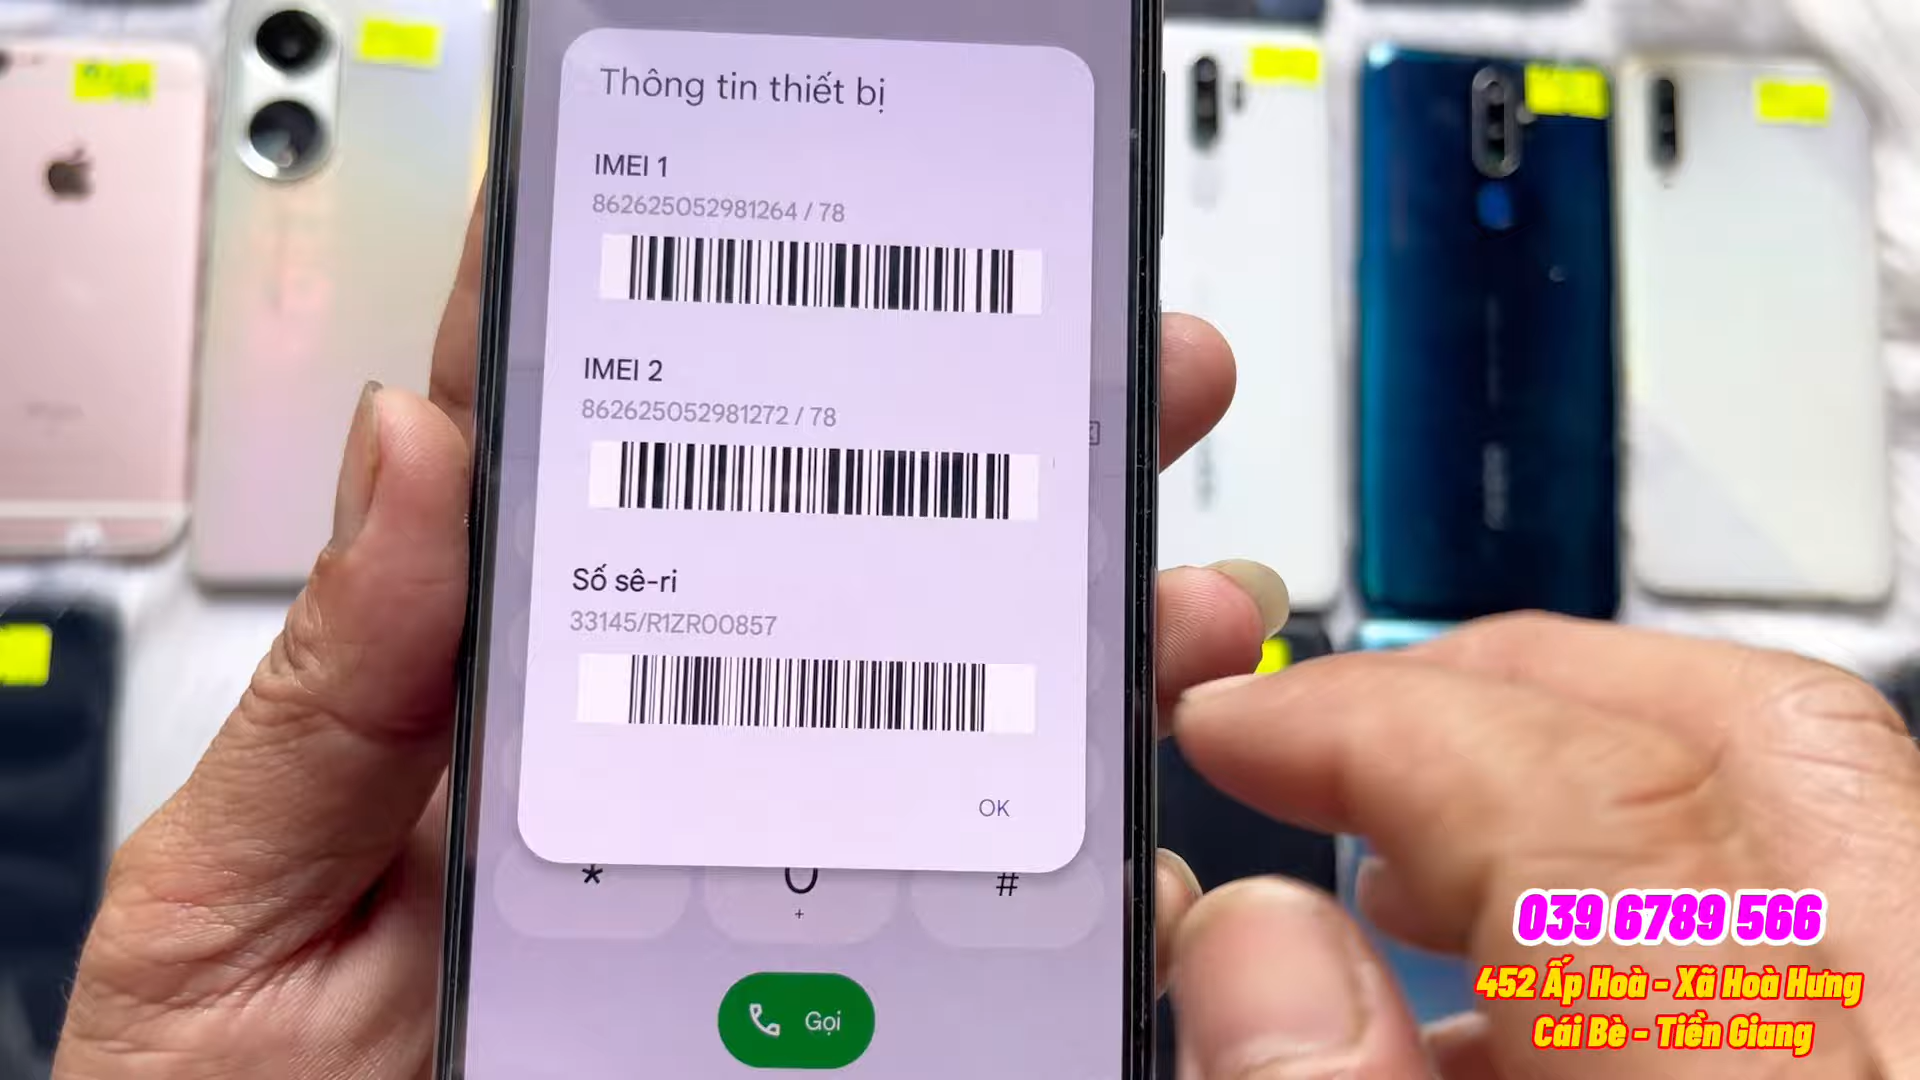 Thông tin thiết bị
IMEI 1
862625052981264 / 78
IMEI 2
862625052981272 / 78
Số sê-ri
33145/R1ZR00857
OK
* 0 #
+
Gọi
039 6789 566
452 Ấp Hoà - Xã Hoà Hưng
Cái Bè - Tiền Giang